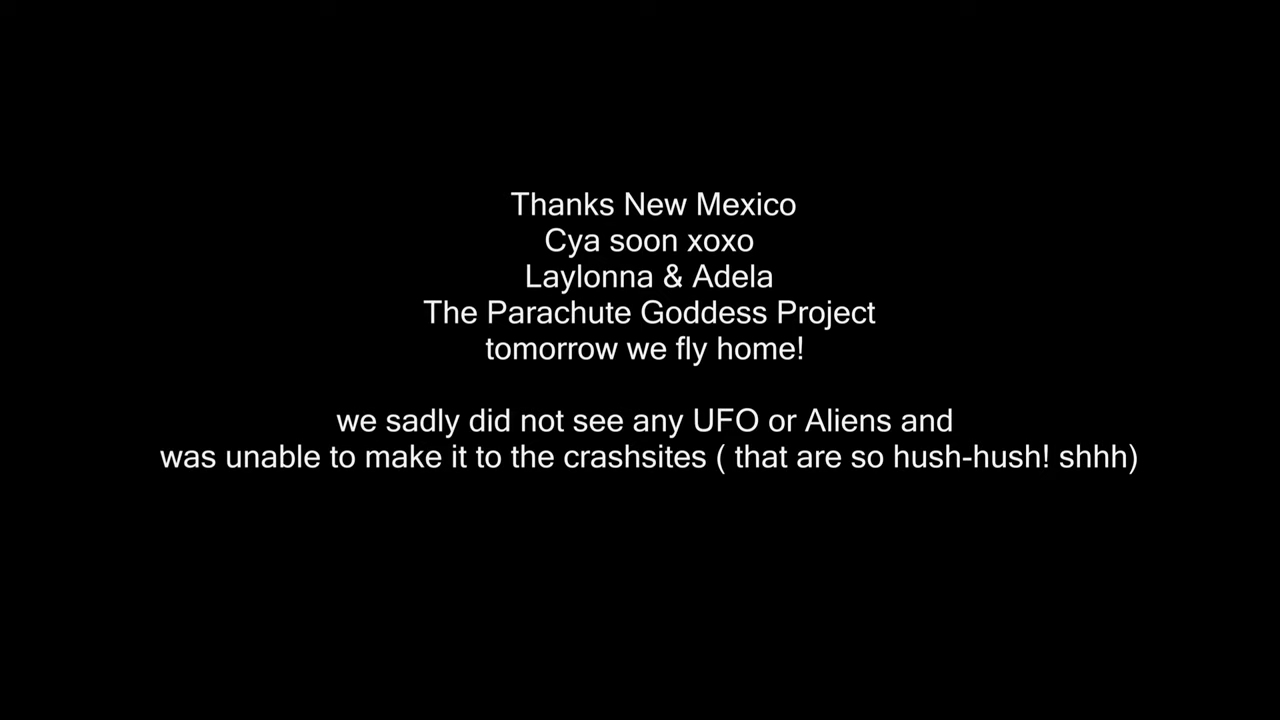 Thanks New Mexico
Cya soon xoxo
Laylonna & Adela
The Parachute Goddess Project
tomorrow we fly home!
we sadly did not see any UFO or Aliens and
was unable to make it to the crashsites ( that are so hush-hush! shhh)